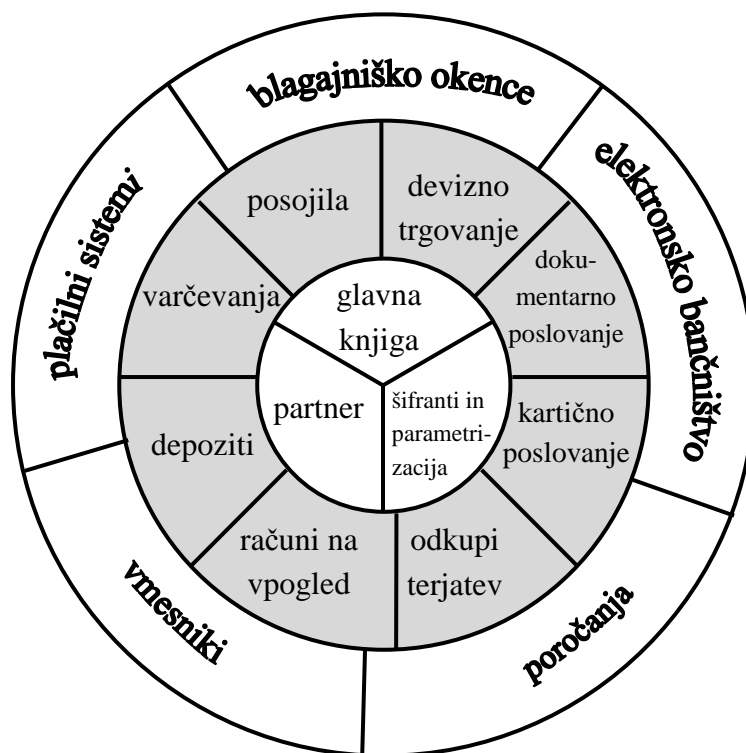 blagajniško okence
elektronsko bančništvo
poročanja
vmesniki
plačilni sistemi
posojila
devizno
trgovanje
doku-
mentarno
poslovanje
kartično
poslovanje
odkupi
terjatev
računi na
vpogled
depoziti
varčevanja
glavna
knjiga
šifranti in
parametri-
zacija
partner